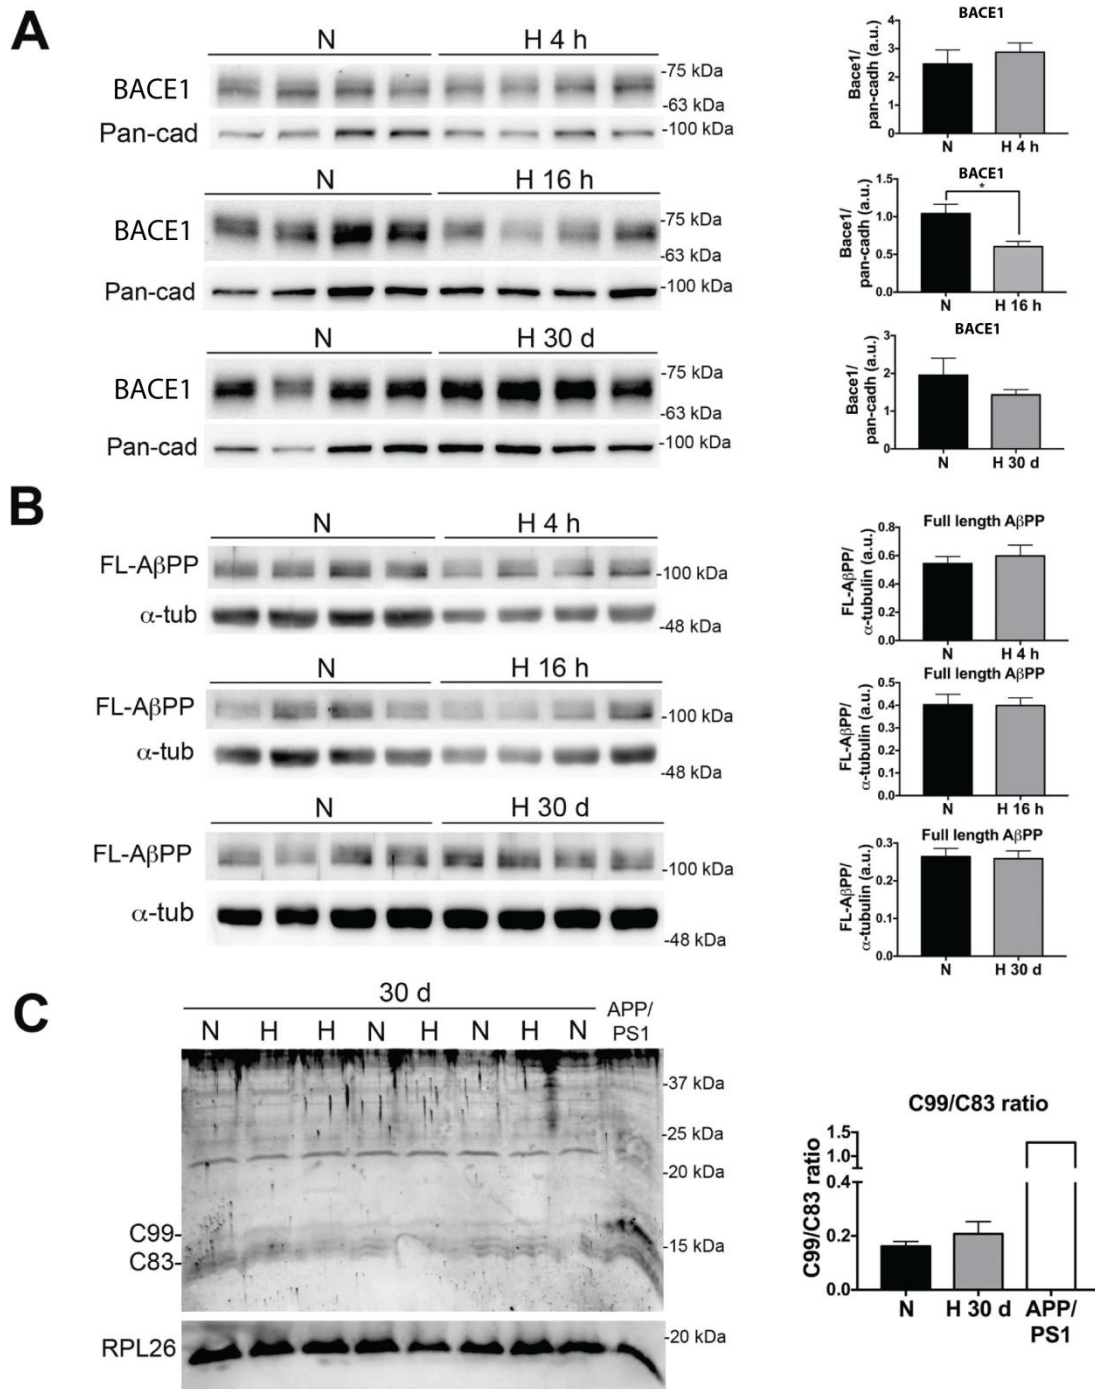 A
N H 4 h
BACE1
-75 kDa
-63 kDa
Pan-cad
-100 kDa
BACE1
Bace1/
pan-cadh (a.u.)
4
3
2
1
0
N H 4 h
N H 16 h
BACE1
-75 kDa
-63 kDa
Pan-cad
-100 kDa
BACE1
*
Bace1/
pan-cadh (a.u.)
1.5
1.0
0.5
0.0
N H 16 h
N H 30 d
BACE1
-75 kDa
-63 kDa
Pan-cad
-100 kDa
BACE1
Bace1/
pan-cadh (a.u.)
3
2
1
0
N H 30 d
B
N H 4 h
FL-AβPP
-100 kDa
α-tub
-48 kDa
Full length AβPP
FL-AβPP/
α-tubulin (a.u.)
0.8
0.6
0.4
0.2
0.0
N H 4 h
N H 16 h
FL-AβPP
-100 kDa
α-tub
-48 kDa
Full length AβPP
FL-AβPP/
α-tubulin (a.u.)
0.5
0.4
0.3
0.2
0.1
0.0
N H 16 h
N H 30 d
FL-AβPP
-100 kDa
α-tub
-48 kDa
Full length AβPP
FL-AβPP/
α-tubulin (a.u.)
0.3
0.2
0.1
0.0
N H 30 d
C
30 d
N H H N H N H N APP/
PS1
-37 kDa
-25 kDa
-20 kDa
C99-
-15 kDa
C83-
RPL26
-20 kDa
C99/C83 ratio
C99/C83 ratio
1.5
1.0
0.4
0.2
0.0
N H 30 d APP/
PS1